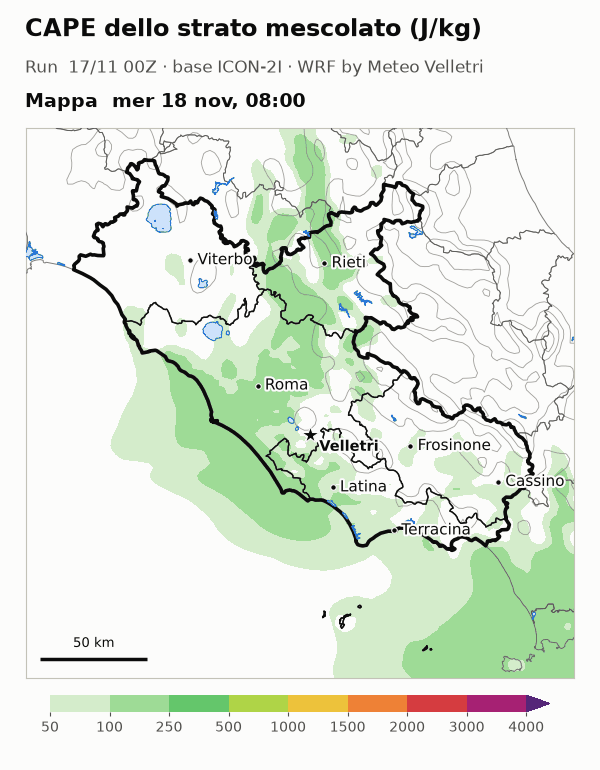 CAPE dello strato mescolato (J/kg)
Run 17/11 00Z · base ICON-2I · WRF by Meteo Velletri
Mappa mer 18 nov, 08:00
Viterbo
Rieti
Roma
Velletri
Frosinone
Latina
Cassino
Terracina
50 km
50 100 250 500 1000 1500 2000 3000 4000